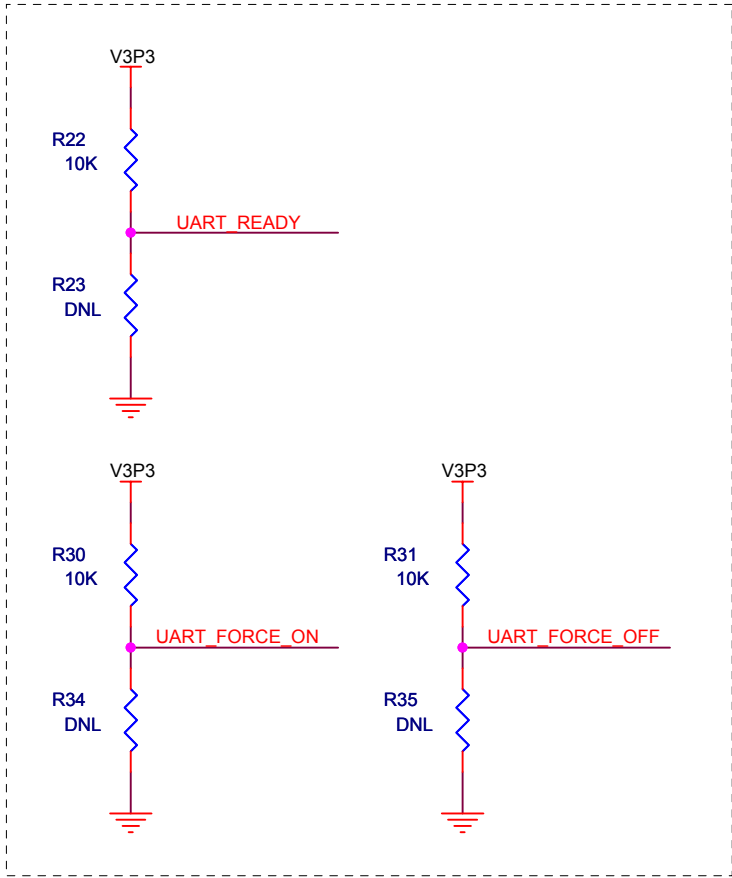 V3P3
R22
10K
UART_READY
R23
DNL
V3P3
V3P3
R30
10K
R31
10K
UART_FORCE_ON
UART_FORCE_OFF
R34
DNL
R35
DNL